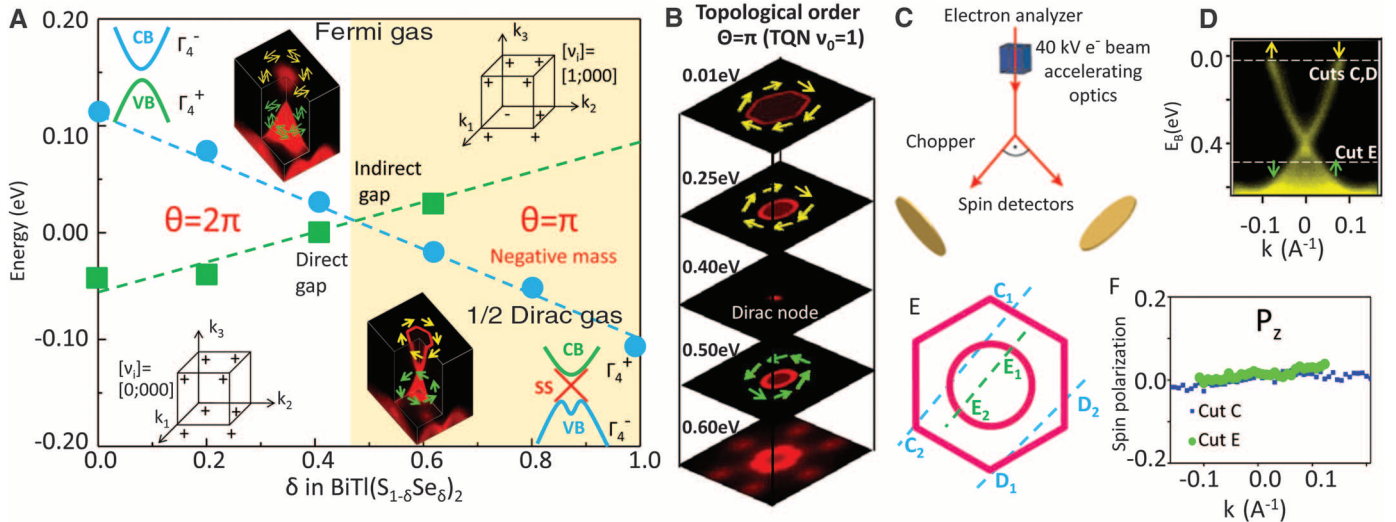 A
Fermi gas
CB
Γ4-
VB
Γ4+
k3
[νi]=
[1;000]
k2
k1
+ + + + - + + +
Energy (eV)
0.20
0.10
0.00
-0.10
-0.20
θ=2π
Indirect gap
Direct gap
θ=π
Negative mass
1/2 Dirac gas
[νi]=
[0;000]
k3
k2
k1
+ + + + + + + +
CB
SS
VB
Γ4+
Γ4-
0.0 0.2 0.4 0.6 0.8 1.0
δ in BiTl(S1-δSeδ)2
B
Topological order
Θ=π (TQN ν0=1)
0.01eV
0.25eV
0.40eV
Dirac node
0.50eV
0.60eV
C
Electron analyzer
40 kV e- beam
accelerating
optics
Chopper
Spin detectors
D
EB(eV)
0.0
0.4
Cuts C,D
Cut E
-0.1 0 0.1
k (A-1)
E
C1
C2
E1
E2
D2
D1
F
Spin polarization
0.2
0.0
-0.2
Pz
Cut C
Cut E
-0.1 0.0 0.1
k (A-1)